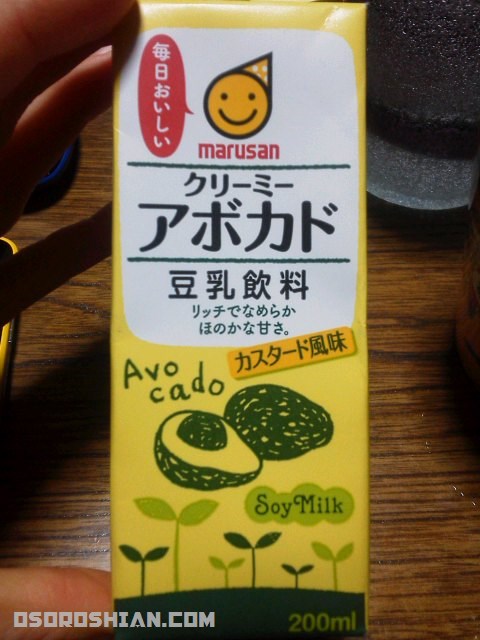 毎日おいしい
marusan
クリーミー
アボカド
豆乳飲料
リッチでなめらか
ほのかな甘さ。
カスタード風味
Avo
cado
Soy Milk
200ml
OSOROSHIAN.COM